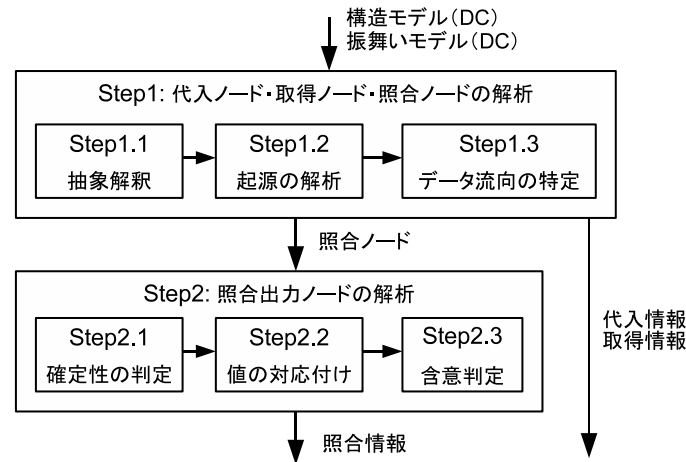 構造モデル（DC）
振舞いモデル（DC）
Step1: 代入ノード・取得ノード・照合ノードの解析
Step1.1
抽象解釈
Step1.2
起源の解析
Step1.3
データ流向の特定
照合ノード
Step2: 照合出力ノードの解析
Step2.1
確定性の判定
Step2.2
値の対応付け
Step2.3
含意判定
代入情報
取得情報
照合情報